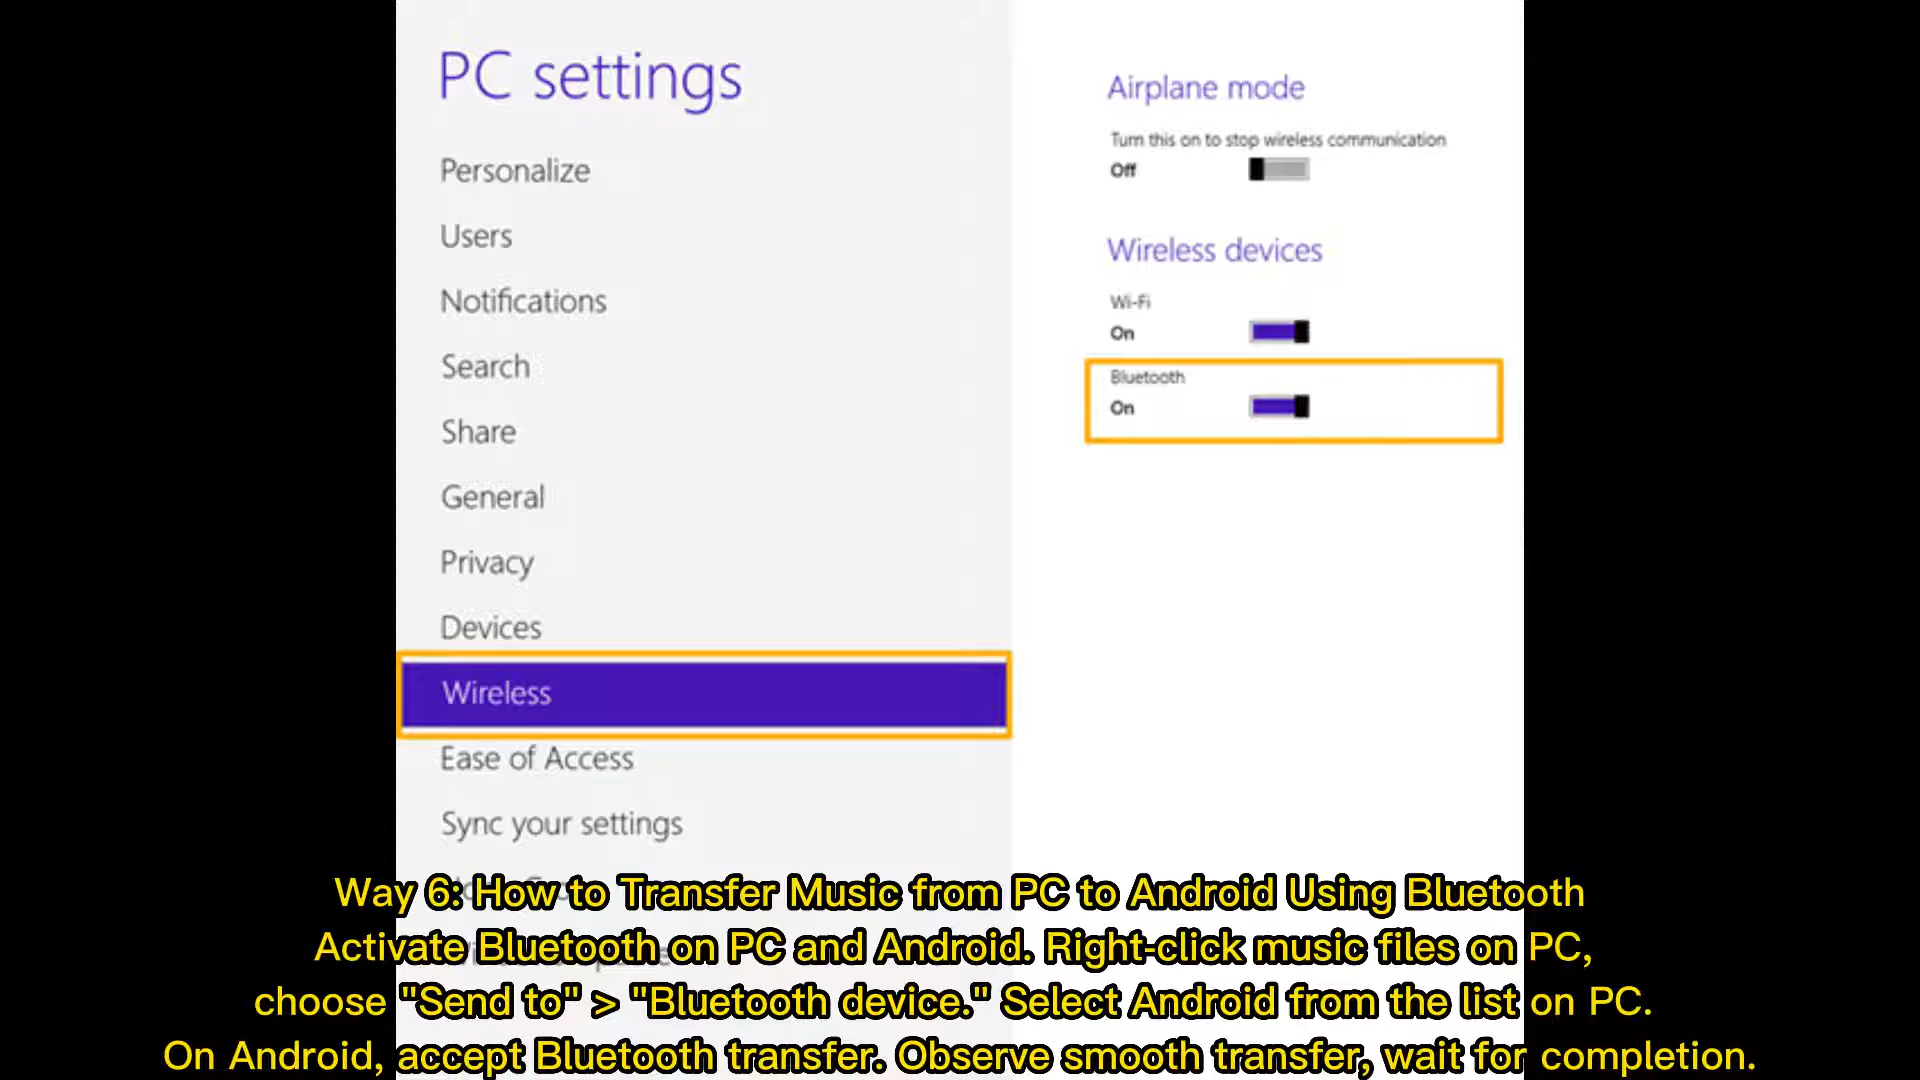 PC settings
Personalize
Users
Notifications
Search
Share
General
Privacy
Devices
Wireless
Ease of Access
Sync your settings
Airplane mode
Turn this on to stop wireless communication
Off
Wireless devices
Wi-Fi
On
Bluetooth
On
Way 6: How to Transfer Music from PC to Android Using Bluetooth
Activate Bluetooth on PC and Android. Right-click music files on PC,
choose "Send to" > "Bluetooth device." Select Android from the list on PC.
On Android, accept Bluetooth transfer. Observe smooth transfer, wait for completion.